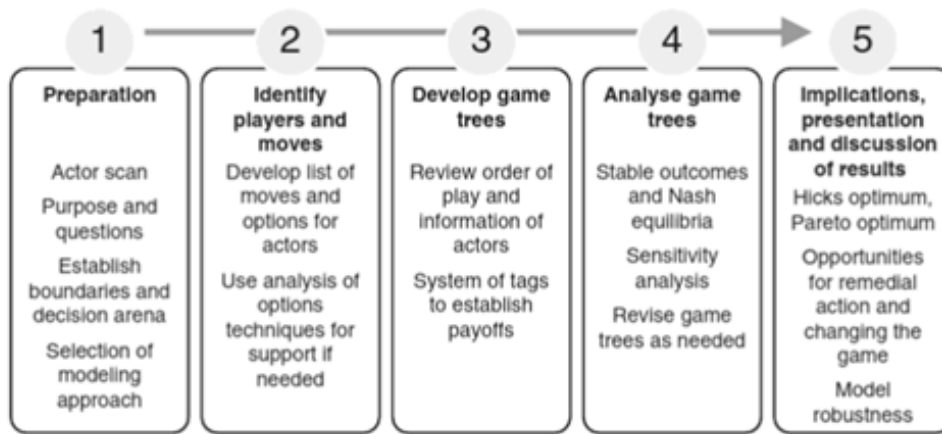 1
2
3
4
5
Preparation
Actor scan
Purpose and
questions
Establish
boundaries and
decision arena
Selection of
modeling
approach
Identify
players and
moves
Develop list of
moves and
options for
actors
Use analysis of
options
techniques for
support if
needed
Develop game
trees
Review order of
play and
information of
actors
System of tags
to establish
payoffs
Analyse game
trees
Stable outcomes
and Nash
equilibria
Sensitivity
analysis
Revise game
trees as needed
Implications,
presentation
and discussion
of results
Hicks optimum,
Pareto optimum
Opportunities
for remedial
action and
changing the
game
Model
robustness